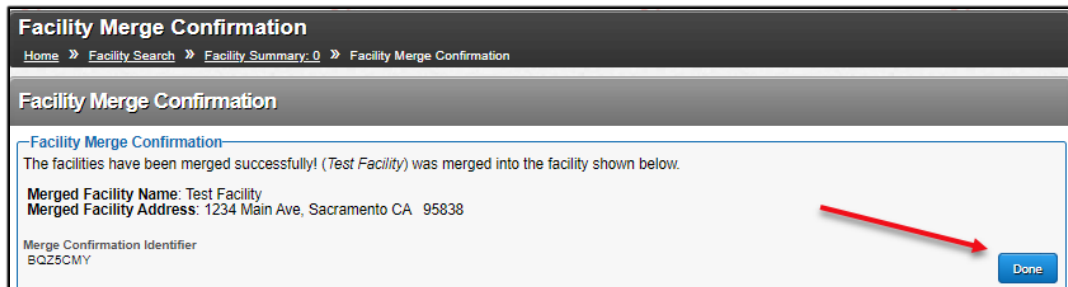 Facility Merge Confirmation
Home » Facility Search » Facility Summary: 0 » Facility Merge Confirmation
Facility Merge Confirmation
Facility Merge Confirmation
The facilities have been merged successfully! (Test Facility) was merged into the facility shown below.
Merged Facility Name: Test Facility
Merged Facility Address: 1234 Main Ave, Sacramento CA 95838
Merge Confirmation Identifier
BQZ5CMY
Done